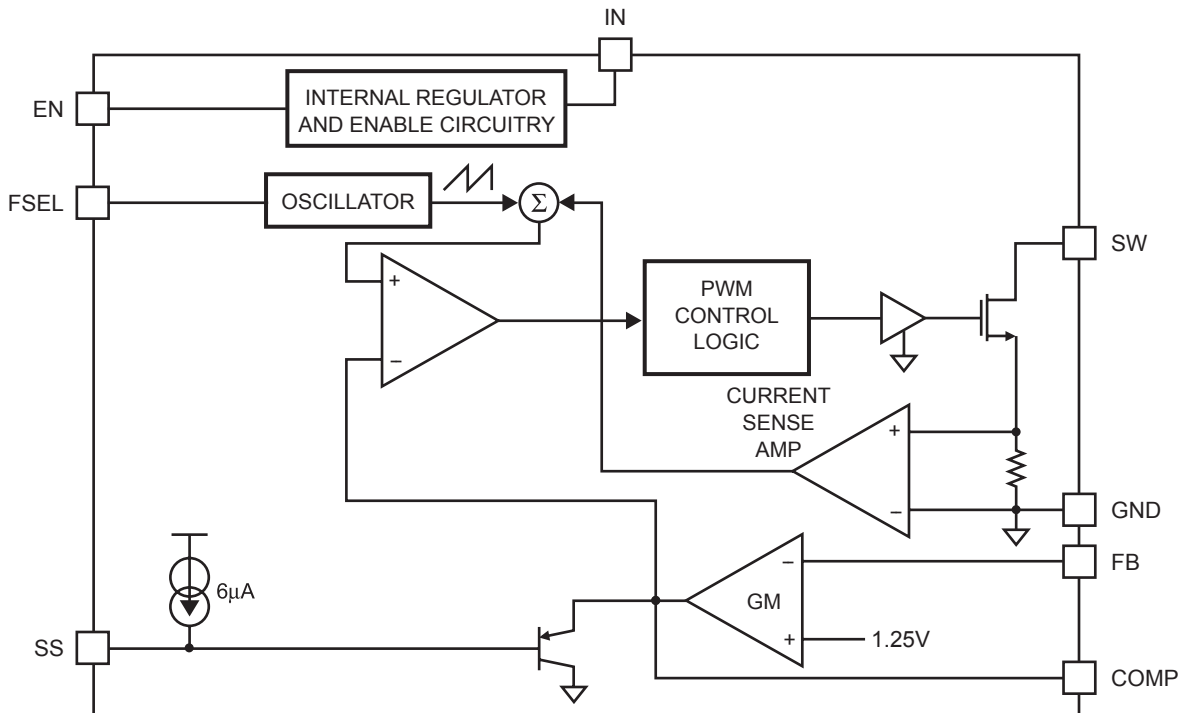 IN
EN
INTERNAL REGULATOR
AND ENABLE CIRCUITRY
FSEL
OSCILLATOR
Σ
SW
+
–
PWM
CONTROL
LOGIC
CURRENT
SENSE
AMP
+
–
GND
FB
–
GM
+
1.25V
6µA
SS
COMP